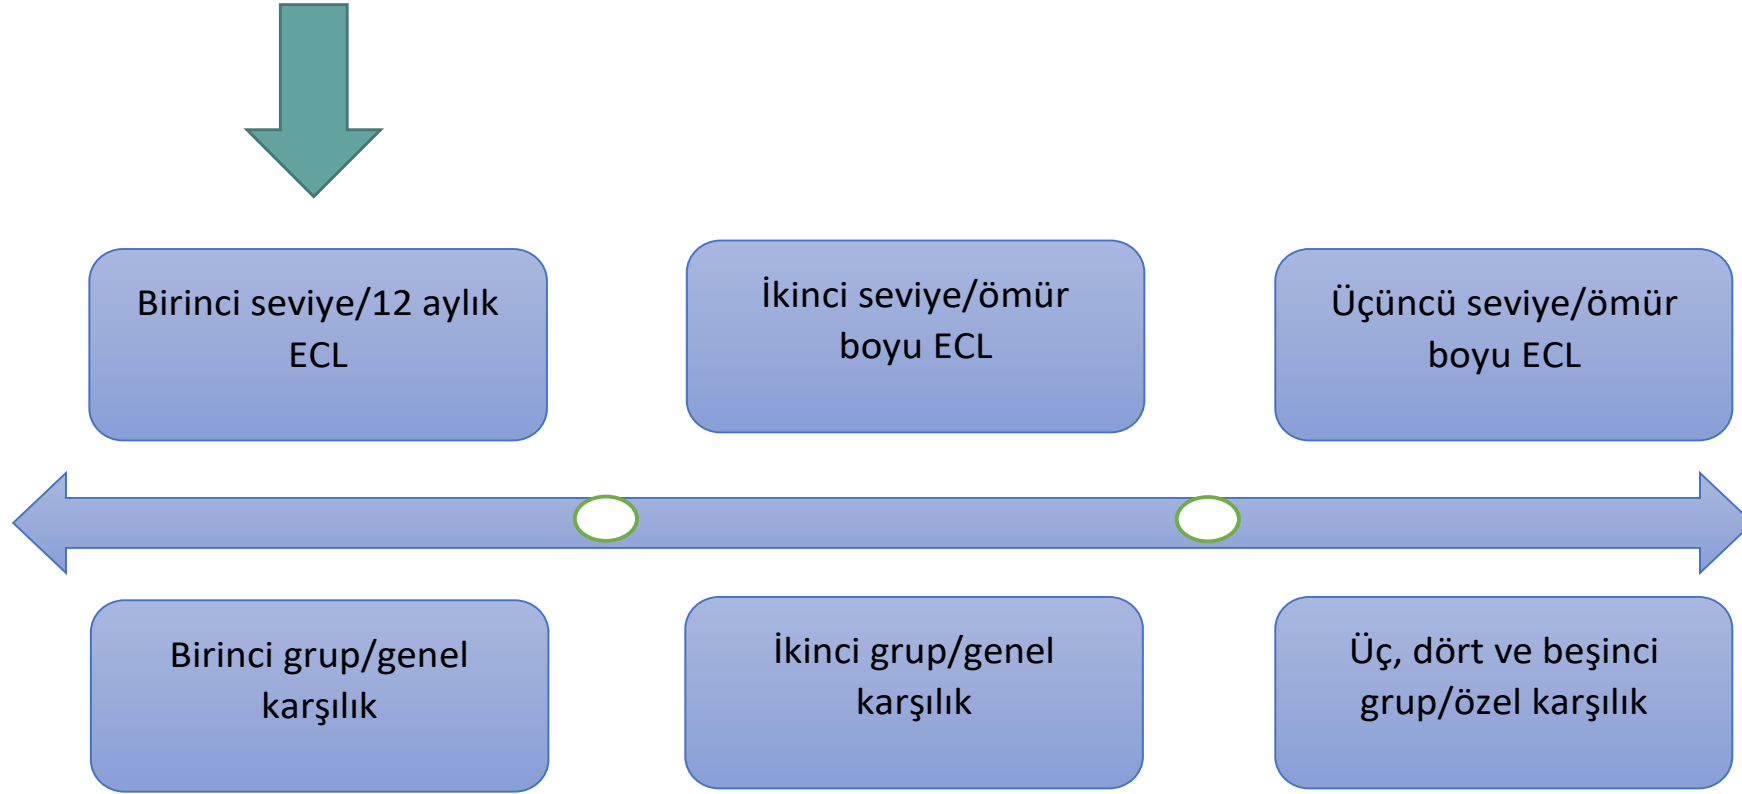 Birinci seviye/12 aylık
ECL
İkinci seviye/ömür
boyu ECL
Üçüncü seviye/ömür
boyu ECL
Birinci grup/genel
karşılık
İkinci grup/genel
karşılık
Üç, dört ve beşinci
grup/özel karşılık